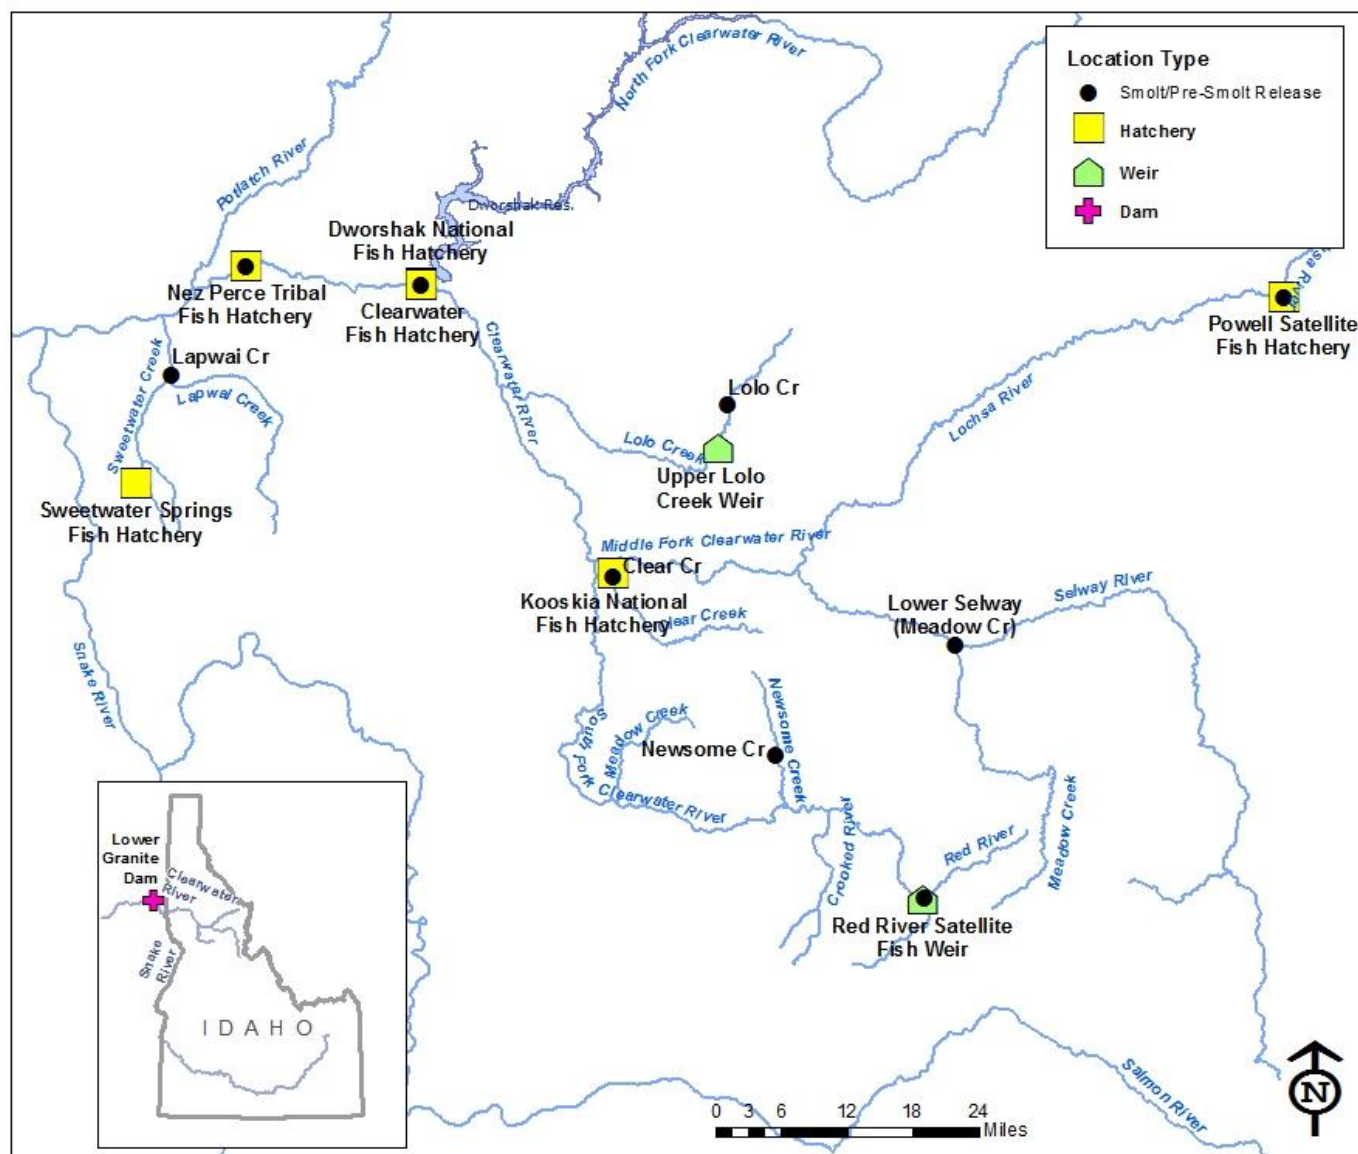 North Fork Clearwater River
Location Type
Smolt/Pre-Smolt Release
Hatchery
Weir
Dam
Potlatch River
Dworshak Res.
Dworshak National
Fish Hatchery
Nez Perce Tribal
Fish Hatchery
Clearwater
Fish Hatchery
Powell Satellite
Fish Hatchery
Lapwai Cr
Sweetwater Creek
Lapwai Creek
Clearwater River
Lolo Cr
Lolo Creek
Lochsa River
Upper Lolo
Creek Weir
Sweetwater Springs
Fish Hatchery
Middle Fork Clearwater River
Clear Cr
Kooskia National
Fish Hatchery
Clear Creek
Lower Selway
(Meadow Cr)
Selway River
Snake River
South Fork Clearwater River
Meadow Creek
Newsome Cr
Newsome Creek
Crooked River
Red River
Meadow Creek
Red River Satellite
Fish Weir
Lower
Granite
Dam
Clearwater
River
Snake
River
IDAHO
Salmon River
0 3 6 12 18 24
Miles
N